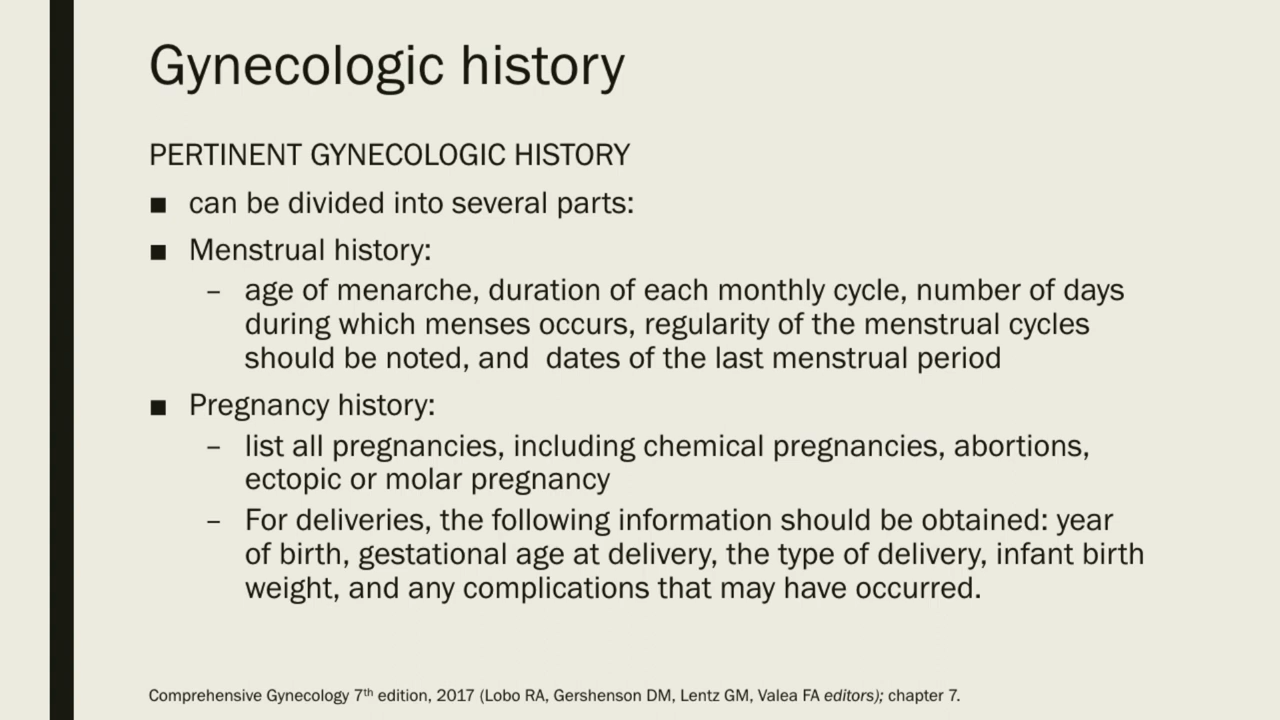 Gynecologic history
PERTINENT GYNECOLOGIC HISTORY
■ can be divided into several parts:
■ Menstrual history:
– age of menarche, duration of each monthly cycle, number of days
during which menses occurs, regularity of the menstrual cycles
should be noted, and  dates of the last menstrual period
■ Pregnancy history:
– list all pregnancies, including chemical pregnancies, abortions,
ectopic or molar pregnancy
– For deliveries, the following information should be obtained: year
of birth, gestational age at delivery, the type of delivery, infant birth
weight, and any complications that may have occurred.
Comprehensive Gynecology 7th edition, 2017 (Lobo RA, Gershenson DM, Lentz GM, Valea FA editors); chapter 7.